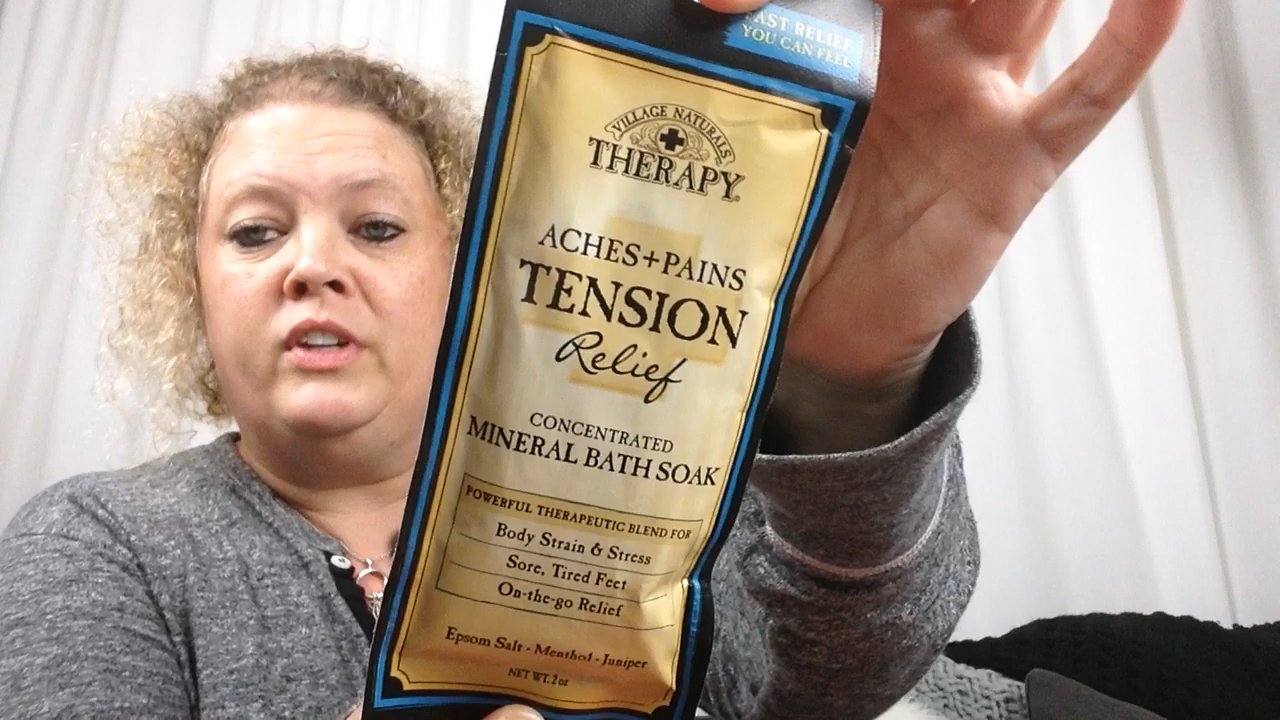 FAST RELIEF
YOU CAN FEEL
VILLAGE NATURALS
THERAPY
ACHES+PAINS
TENSION
Relief
CONCENTRATED
MINERAL BATH SOAK
POWERFUL THERAPEUTIC BLEND FOR
Body Strain & Stress
Sore, Tired Feet
On-the-go Relief
Epsom Salt · Menthol · Juniper
NET WT. 2 oz